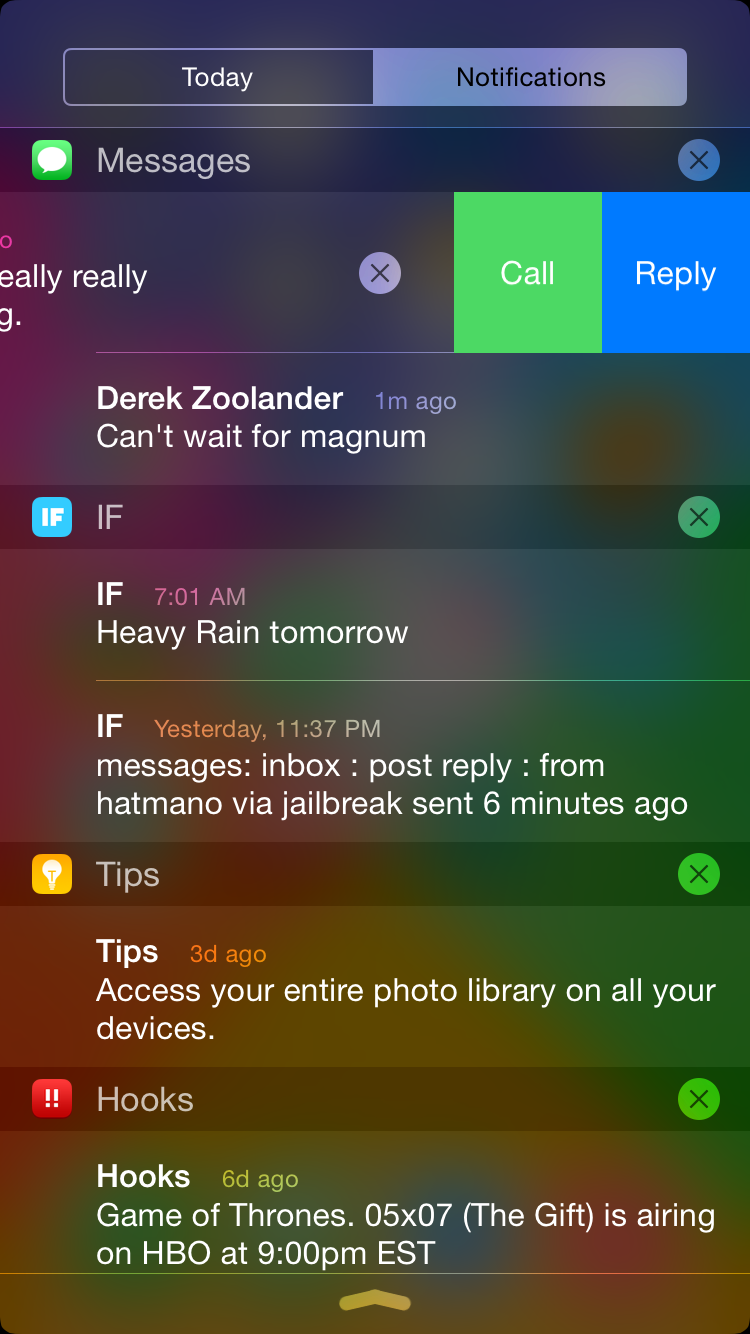 Today
Notifications
Messages
o
eally really
g.
Call
Reply
Derek Zoolander 1m ago
Can't wait for magnum
IF
IF
IF 7:01 AM
Heavy Rain tomorrow
IF Yesterday, 11:37 PM
messages: inbox : post reply : from
hatmano via jailbreak sent 6 minutes ago
Tips
Tips 3d ago
Access your entire photo library on all your
devices.
!!
Hooks
Hooks 6d ago
Game of Thrones. 05x07 (The Gift) is airing
on HBO at 9:00pm EST